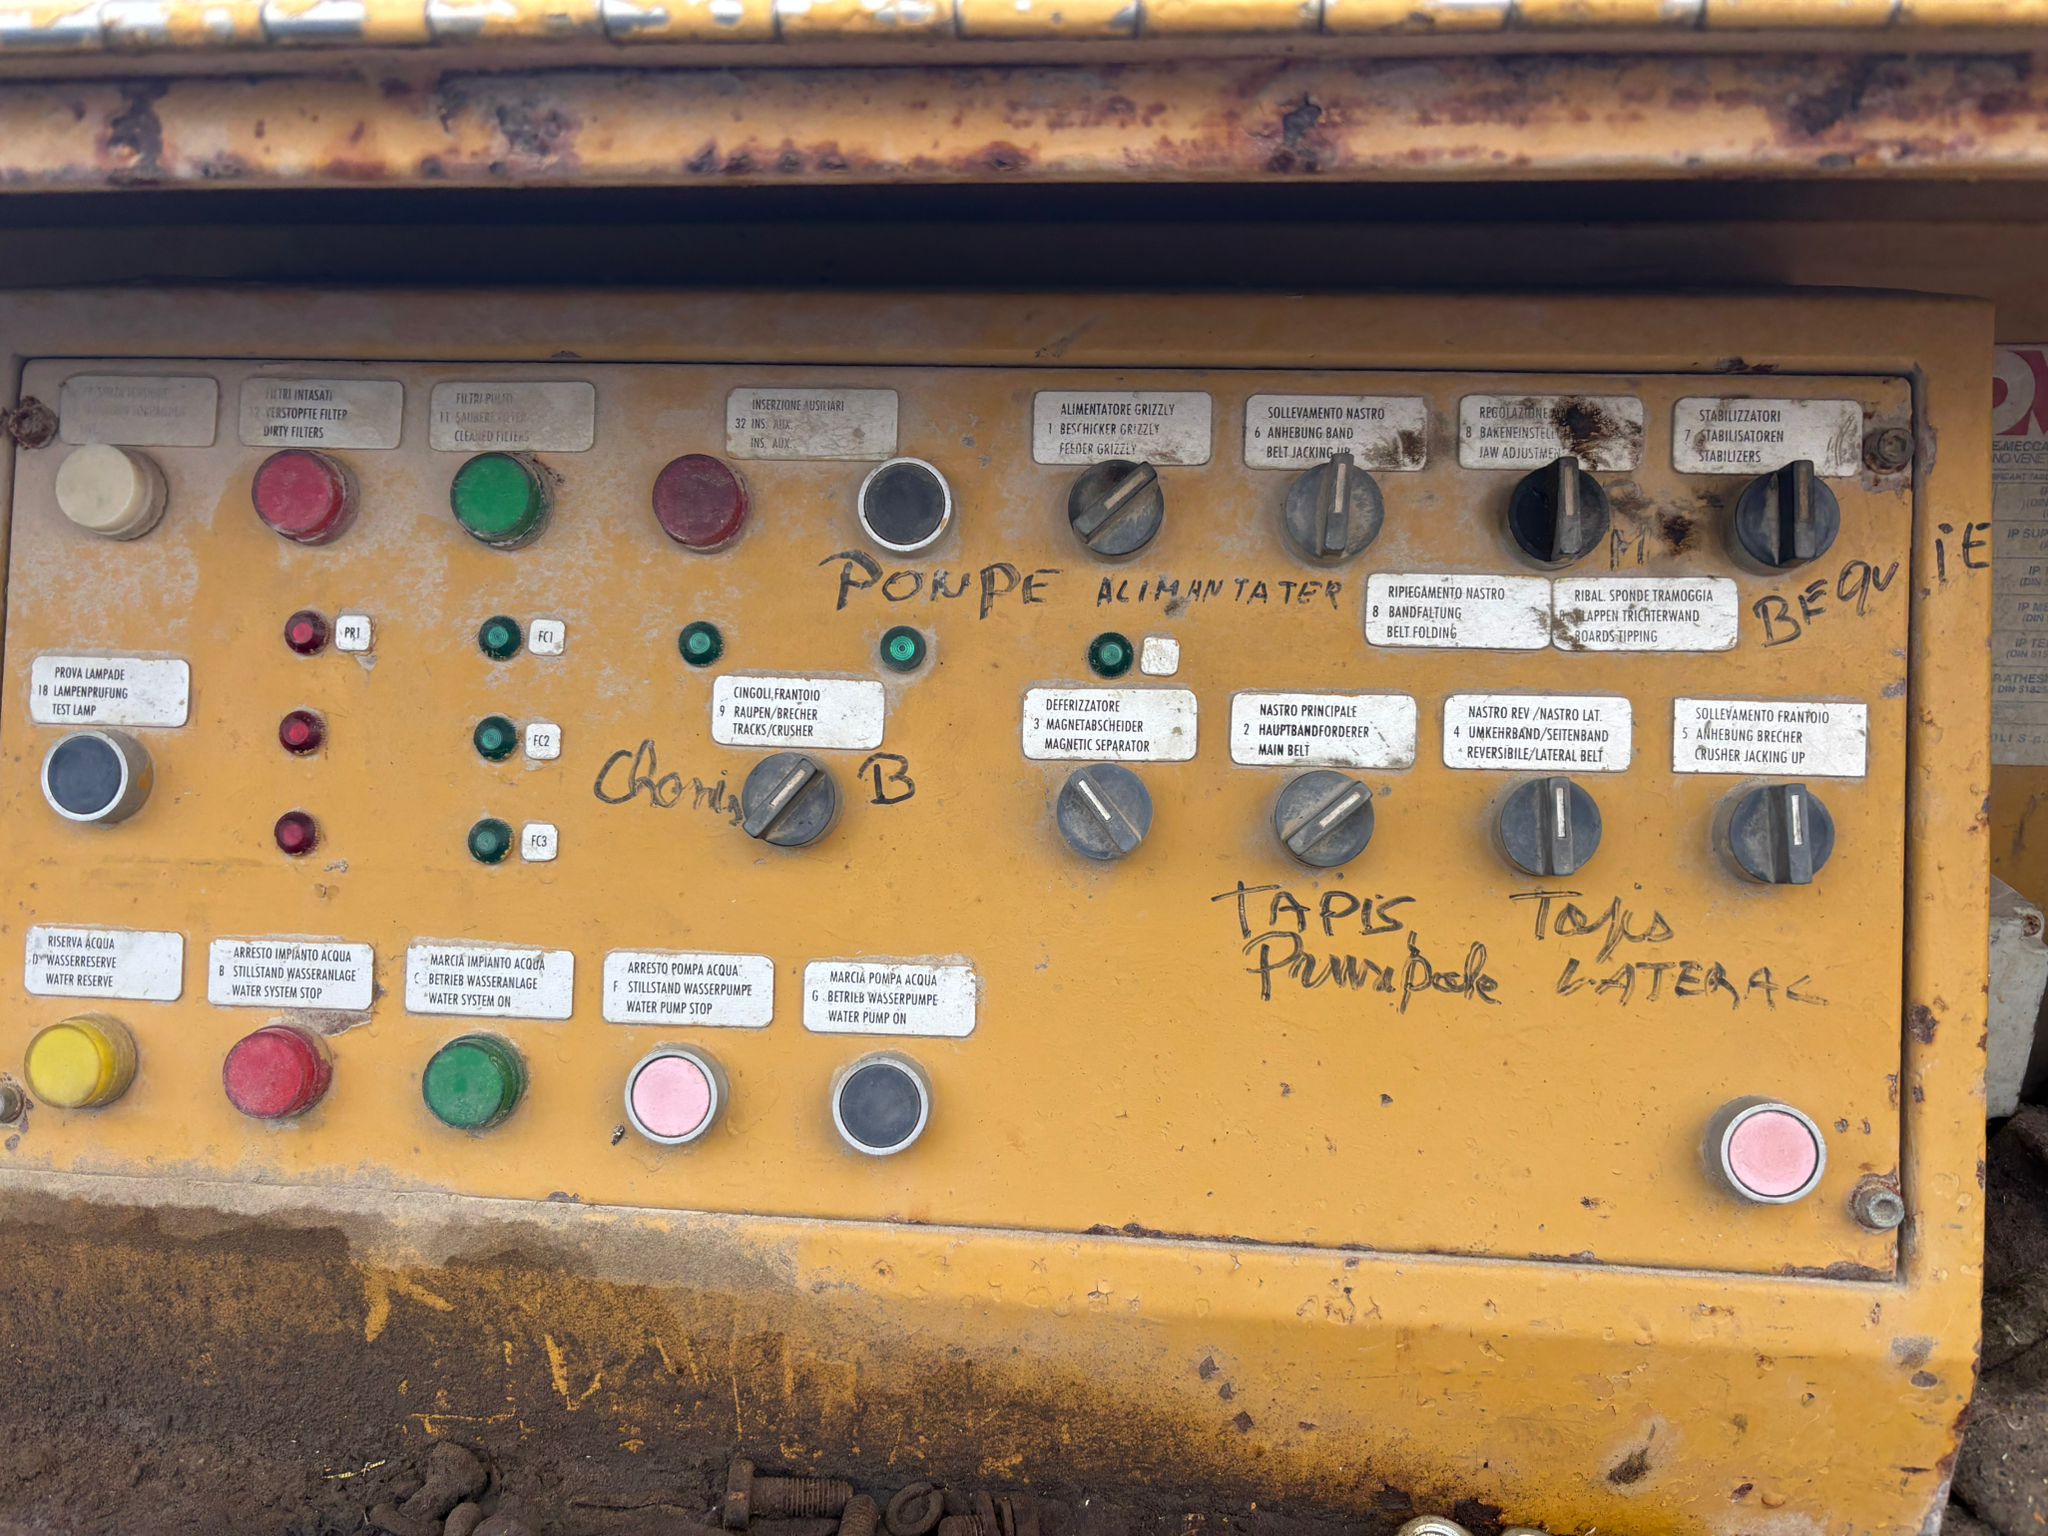 FILTRI INTASATI
12 VERSTOPFTE FILTER
DIRTY FILTERS
FILTRI PULITI
11 SAUBERE FILTER
CLEANED FILTERS
INSERZIONE AUSILIARI
32 INS. AUX.
INS. AUX.
ALIMENTATORE GRIZZLY
1 BESCHICKER GRIZZLY
FEEDER GRIZZLY
SOLLEVAMENTO NASTRO
6 ANHEBUNG BAND
BELT JACKING UP
REGOLAZIONE
8
JAW ADJUSTMENT
STABILIZZATORI
7 STABILISATOREN
STABILIZERS
PONPE
ALIMANTATER
M
BEQUIE
RIPIEGAMENTO NASTRO
8 BANDFALTUNG
BELT FOLDING
RIBAL. SPONDE TRAMOGGIA
KLAPPEN TRICHTERWAND
BOARDS TIPPING
PR1
FC1
PROVA LAMPADE
18 LAMPENPRUFUNG
TEST LAMP
FC2
FC3
CINGOLI/FRANTOIO
9 RAUPEN/BRECHER
TRACKS/CRUSHER
B
DEFERIZZATORE
3 MAGNETABSCHEIDER
MAGNETIC SEPARATOR
NASTRO PRINCIPALE
2 HAUPTBANDFORDERER
MAIN BELT
NASTRO REV/NASTRO LAT.
4 UMKEHRBAND/SEITENBAND
REVERSIBILE/LATERAL BELT
SOLLEVAMENTO FRANTOIO
5 ANHEBUNG BRECHER
CRUSHER JACKING UP
TAPIS
LATERAL
RISERVA ACQUA
D WASSERRESERVE
WATER RESERVE
ARRESTO IMPIANTO ACQUA
B STILLSTAND WASSERANLAGE
WATER SYSTEM STOP
MARCIA IMPIANTO ACQUA
C BETRIEB WASSERANLAGE
WATER SYSTEM ON
ARRESTO POMPA ACQUA
F STILLSTAND WASSERPUMPE
WATER PUMP STOP
MARCIA POMPA ACQUA
G BETRIEB WASSERPUMPE
WATER PUMP ON